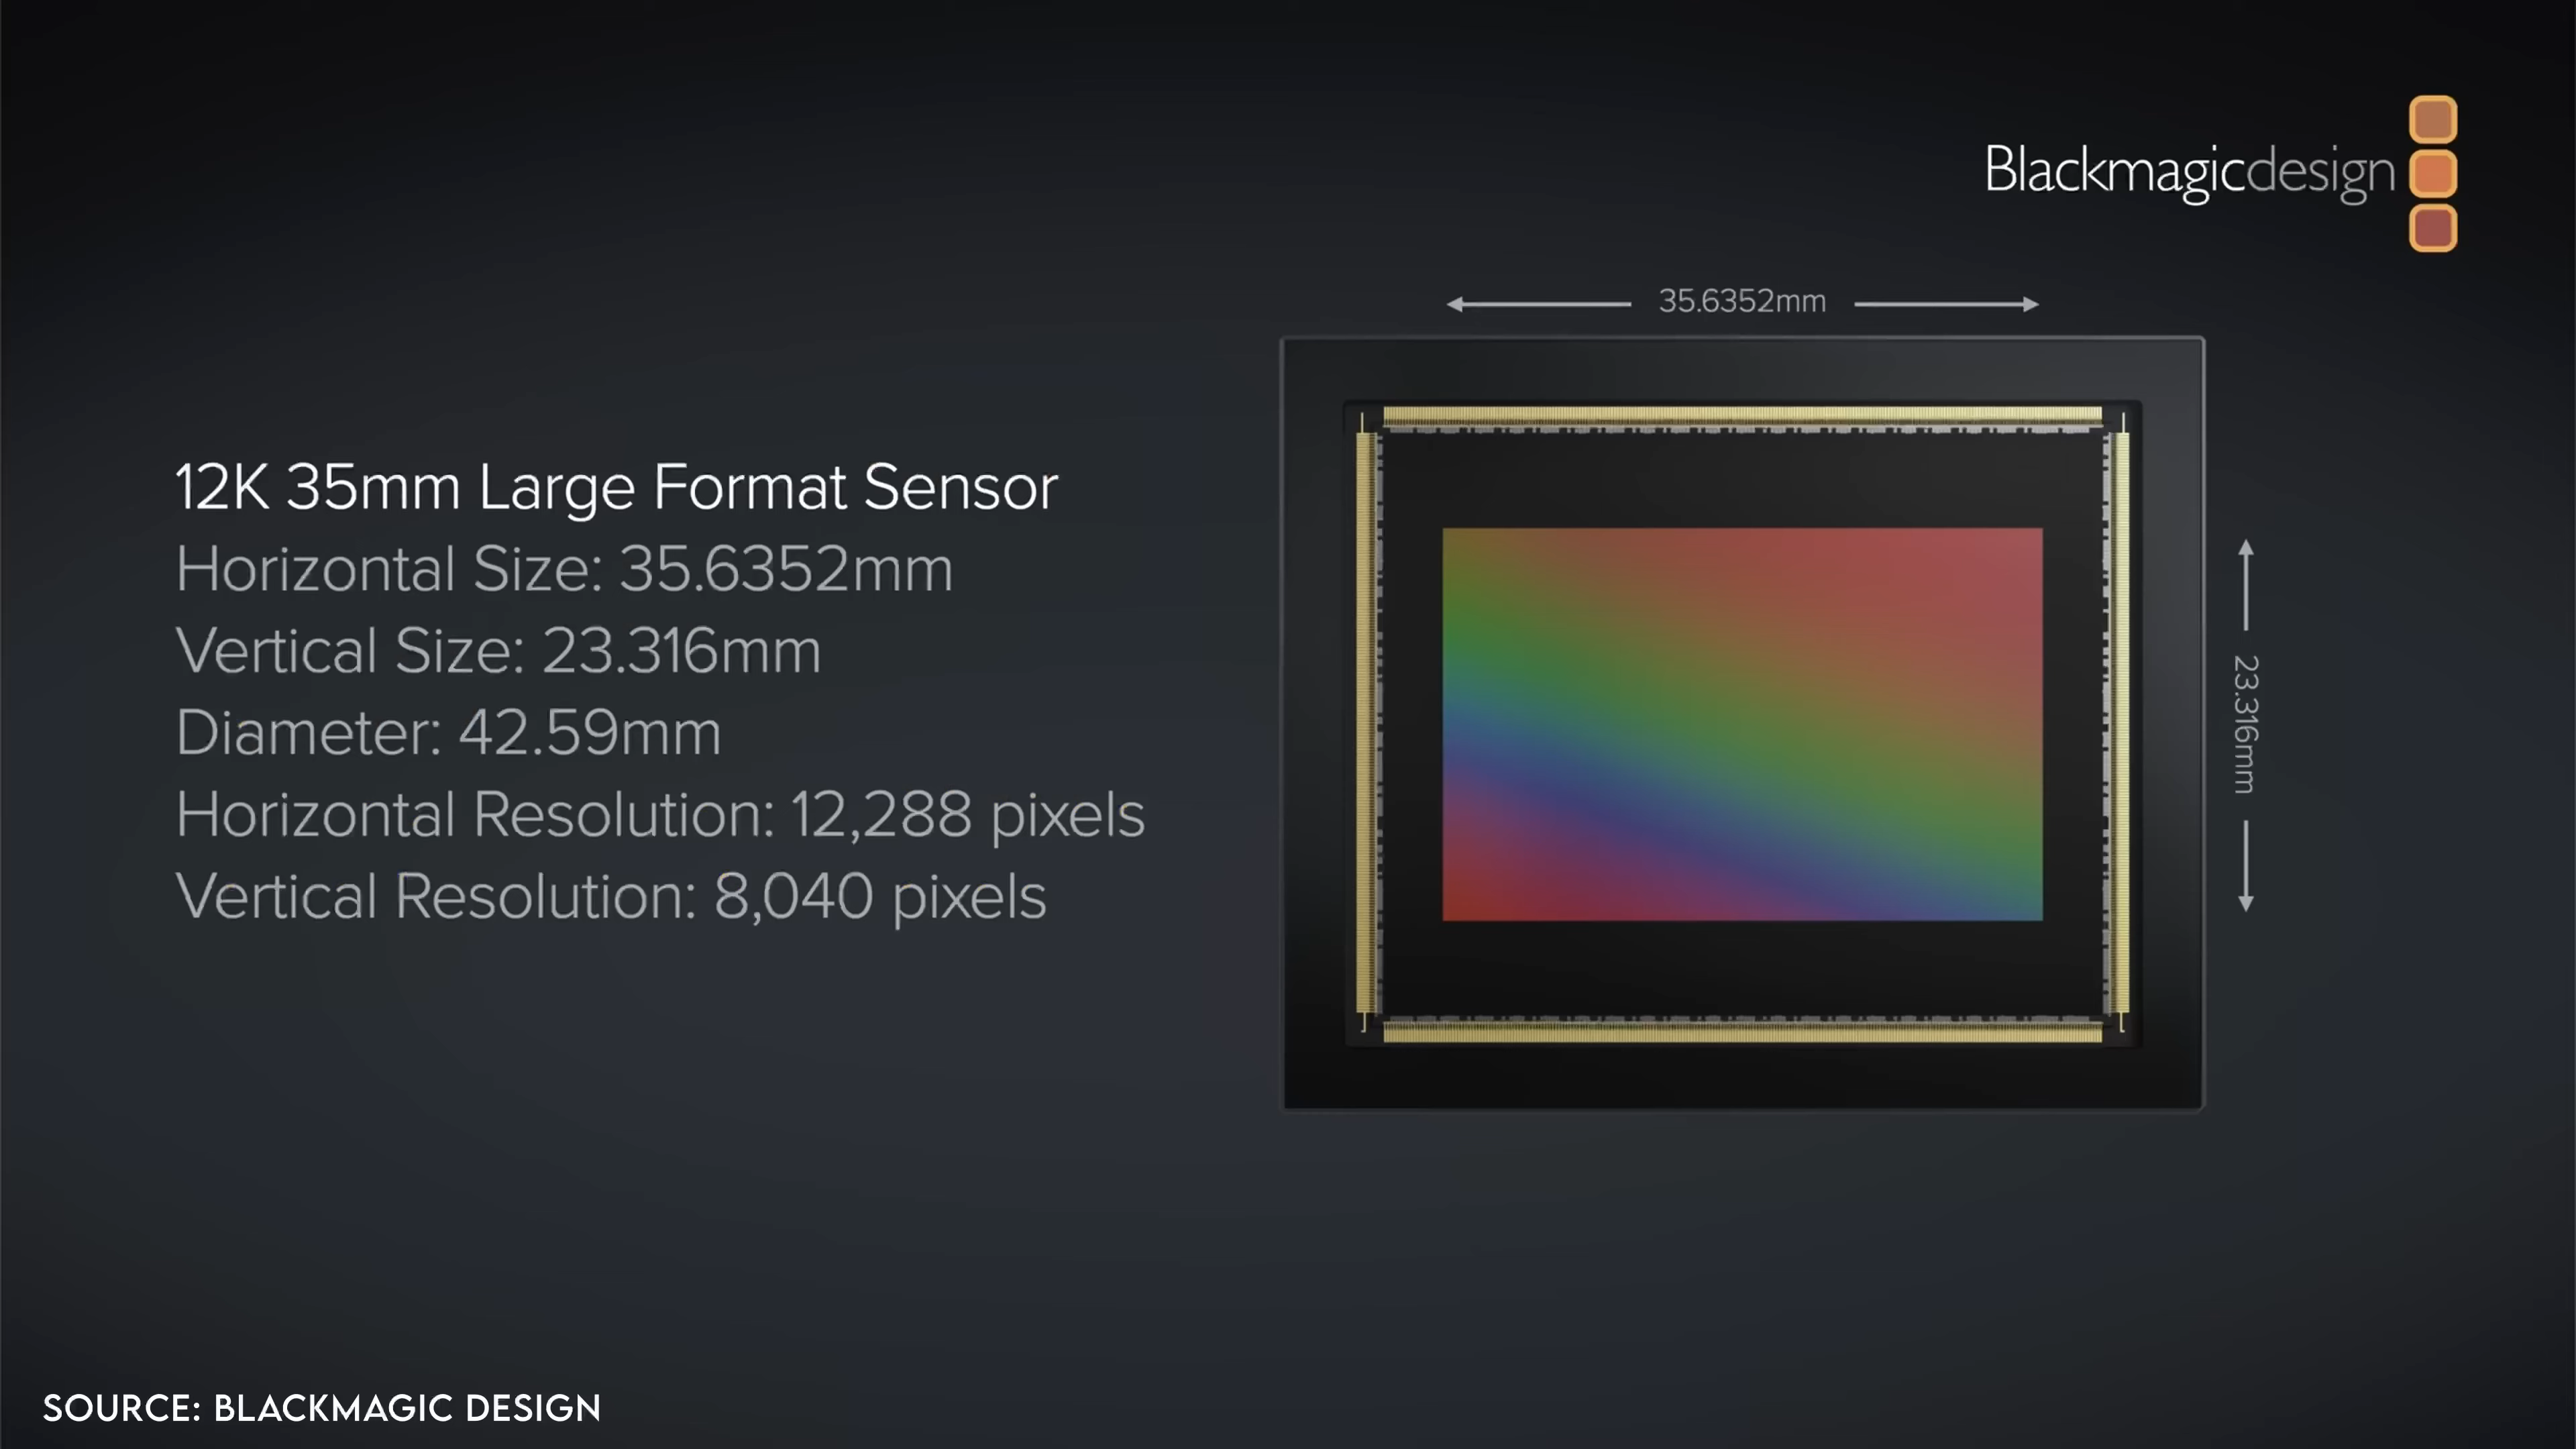 Blackmagicdesign
35.6352mm
12K 35mm Large Format Sensor
Horizontal Size: 35.6352mm
Vertical Size: 23.316mm
Diameter: 42.59mm
Horizontal Resolution: 12,288 pixels
Vertical Resolution: 8,040 pixels
23.316mm
SOURCE: BLACKMAGIC DESIGN